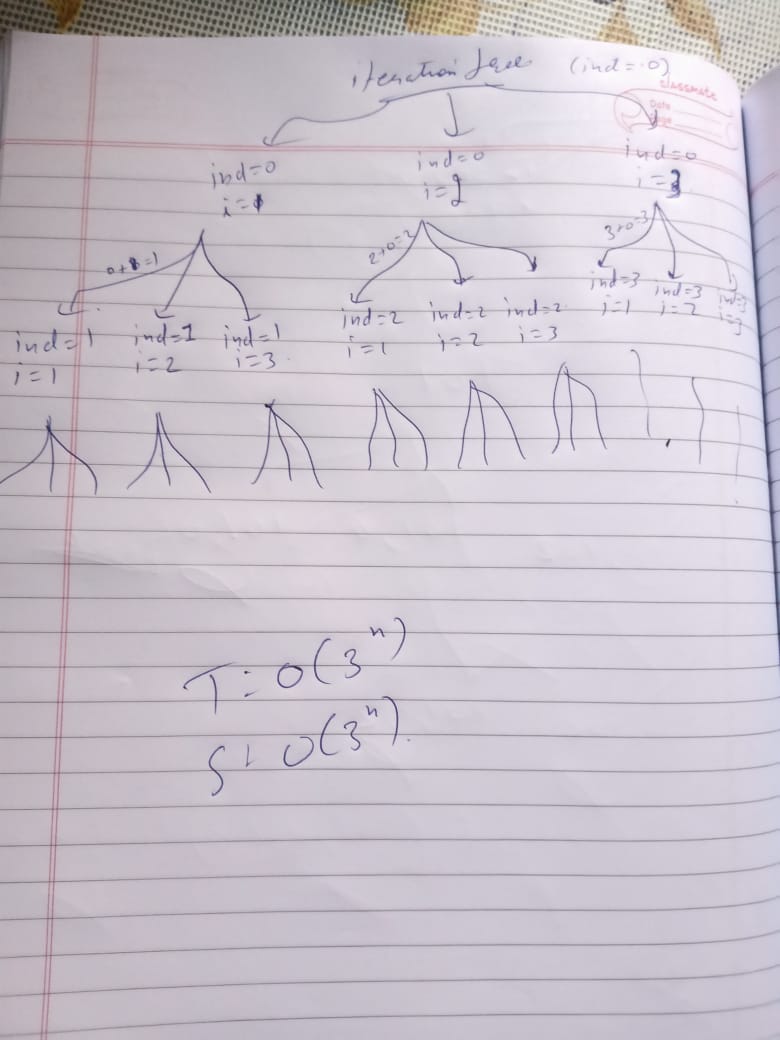 iteration tree (ind=0)
CLASSMATE
Date
Page
ind=0 ind=0 ind=0
i=1 i=2 i=3
0+1=1 2+0=2 3+0=3
ind=1 ind=1 ind=1 ind=2 ind=2 ind=2 ind=3 ind=3 ind=3
i=1 i=2 i=3 i=1 i=2 i=3 i=1 i=2 i=3
T: O(3^n)
S: O(3^n).